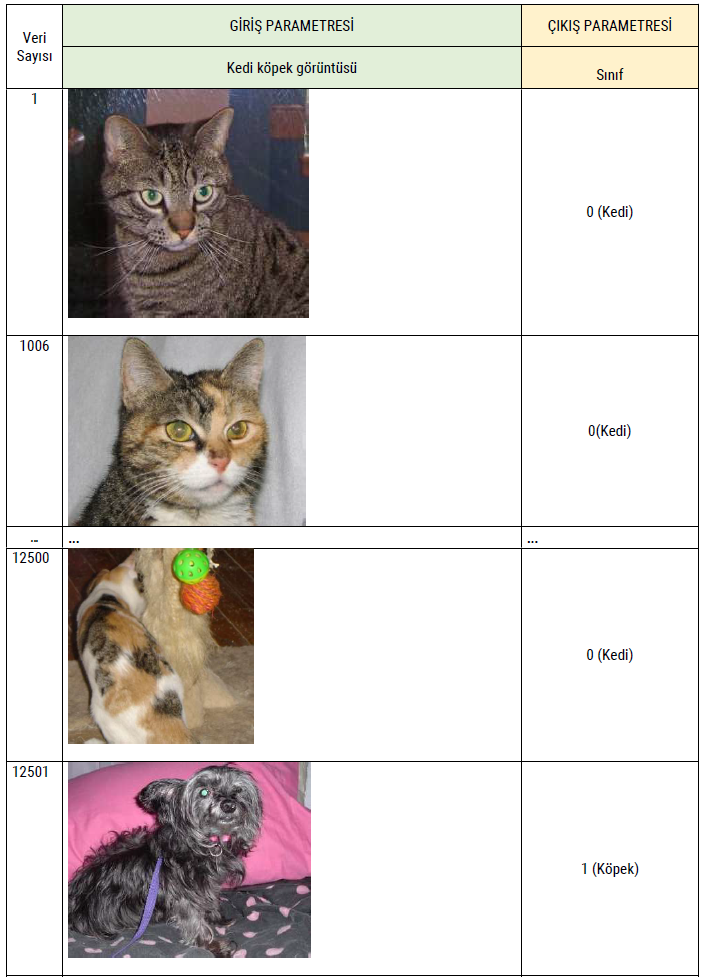 Veri
Sayısı
GİRİŞ PARAMETRESİ
ÇIKIŞ PARAMETRESİ
Kedi köpek görüntüsü
Sınıf
1
0 (Kedi)
1006
0(Kedi)
...
...
...
12500
0 (Kedi)
12501
1 (Köpek)